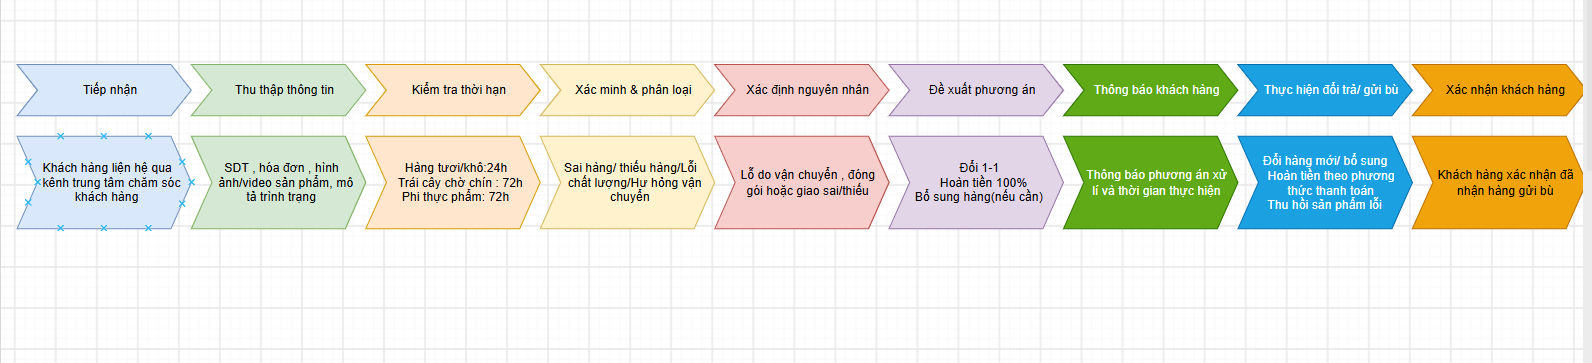 Tiếp nhận
Thu thập thông tin
Kiểm tra thời hạn
Xác minh & phân loại
Xác định nguyên nhân
Đề xuất phương án
Thông báo khách hàng
Thực hiện đổi trả/ gửi bù
Xác nhận khách hàng
Khách hàng liện hệ qua
kênh trung tâm chăm sóc
khách hàng
SDT , hóa đơn , hình
ảnh/video sản phẩm, mô
tả trình trạng
Hàng tươi/khô:24h
Trái cây chờ chín : 72h
Phi thực phẩm: 72h
Sai hàng/ thiếu hàng/Lỗi
chất lượng/Hư hỏng vận
chuyển
Lỗ do vận chuyển , đóng
gói hoặc giao sai/thiếu
Đổi 1-1
Hoàn tiền 100%
Bổ sung hàng(nếu cần)
Thông báo phương án xử
lí và thời gian thực hiện
Đổi hàng mới/ bổ sung
Hoàn tiền theo phương
thức thanh toán
Thu hồi sản phẩm lỗi
Khách hàng xác nhận đã
nhận hàng gửi bù